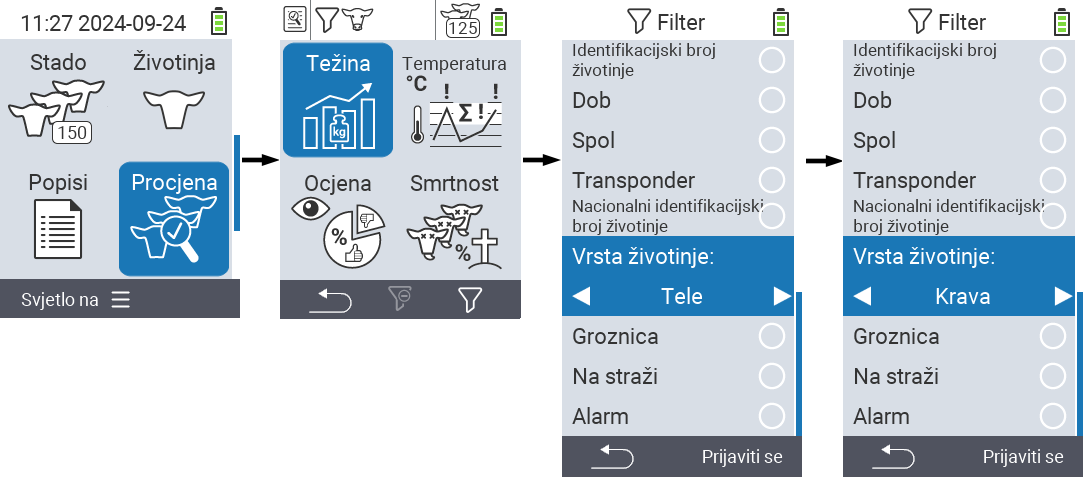 11:27 2024-09-24
Stado
Životinja
150
Popisi
Procjena
Svjetlo na
125
Težina
Temperatura
°C
! !
Σ !
kg
Ocjena
Smrtnost
%
%
Filter
Identifikacijski broj
životinje
Dob
Spol
Transponder
Nacionalni identifikacijski
broj životinje
Vrsta životinje:
Tele
Groznica
Na straži
Alarm
Prijaviti se
Filter
Identifikacijski broj
životinje
Dob
Spol
Transponder
Nacionalni identifikacijski
broj životinje
Vrsta životinje:
Krava
Groznica
Na straži
Alarm
Prijaviti se